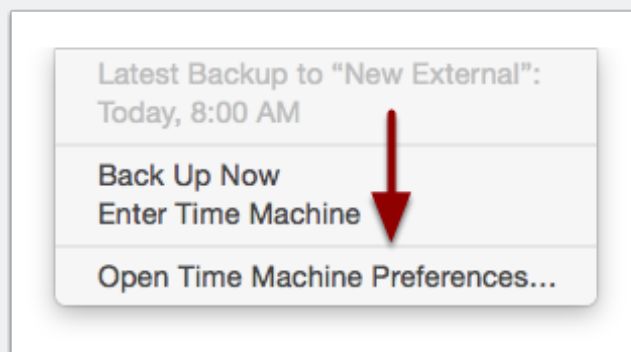 Latest Backup to “New External”:
Today, 8:00 AM
Back Up Now
Enter Time Machine
Open Time Machine Preferences...